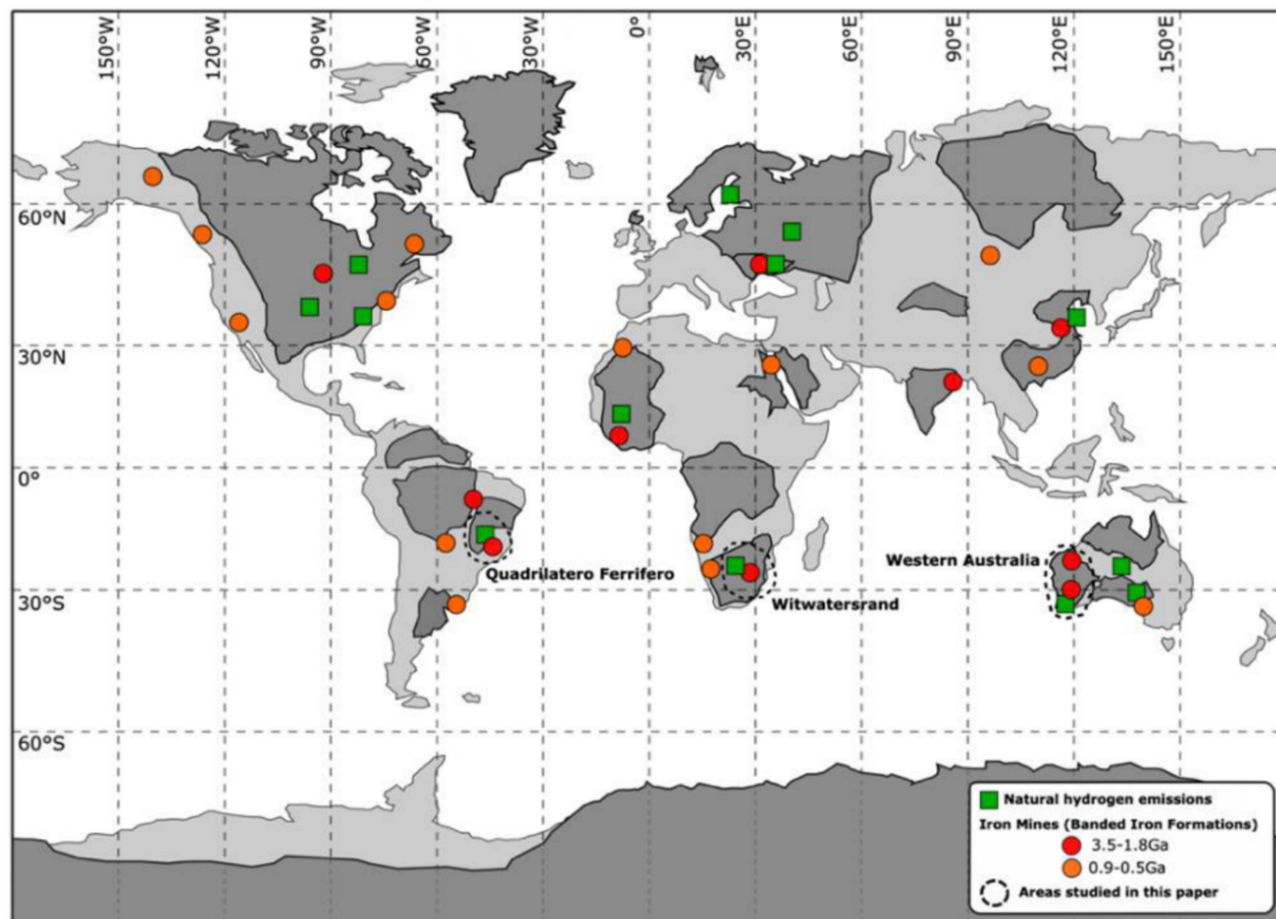 150°W 120°W 90°W 60°W 30°W 0° 30°E 60°E 90°E 120°E 150°E
60°N
30°N
0°
Western Australia
Quadrilatero Ferrifero
30°S
Witwatersrand
60°S
Natural hydrogen emissions
Iron Mines (Banded Iron Formations)
3.5-1.8Ga
0.9-0.5Ga
Areas studied in this paper